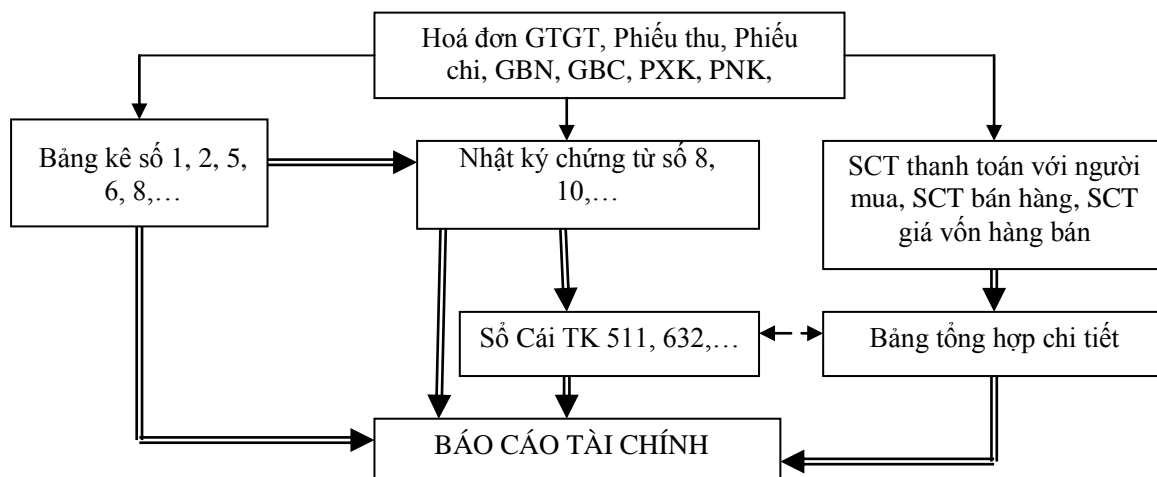 Hoá đơn GTGT, Phiếu thu, Phiếu
chi, GBN, GBC, PXK, PNK,
Bảng kê số 1, 2, 5,
6, 8,…
Nhật ký chứng từ số 8,
10,…
SCT thanh toán với người
mua, SCT bán hàng, SCT
giá vốn hàng bán
Sổ Cái TK 511, 632,…
Bảng tổng hợp chi tiết
BÁO CÁO TÀI CHÍNH